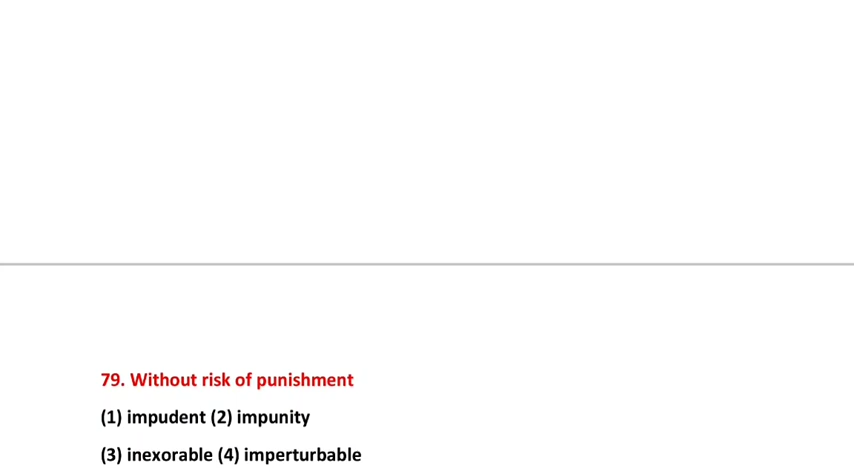 79. Without risk of punishment
(1) impudent (2) impunity
(3) inexorable (4) imperturbable